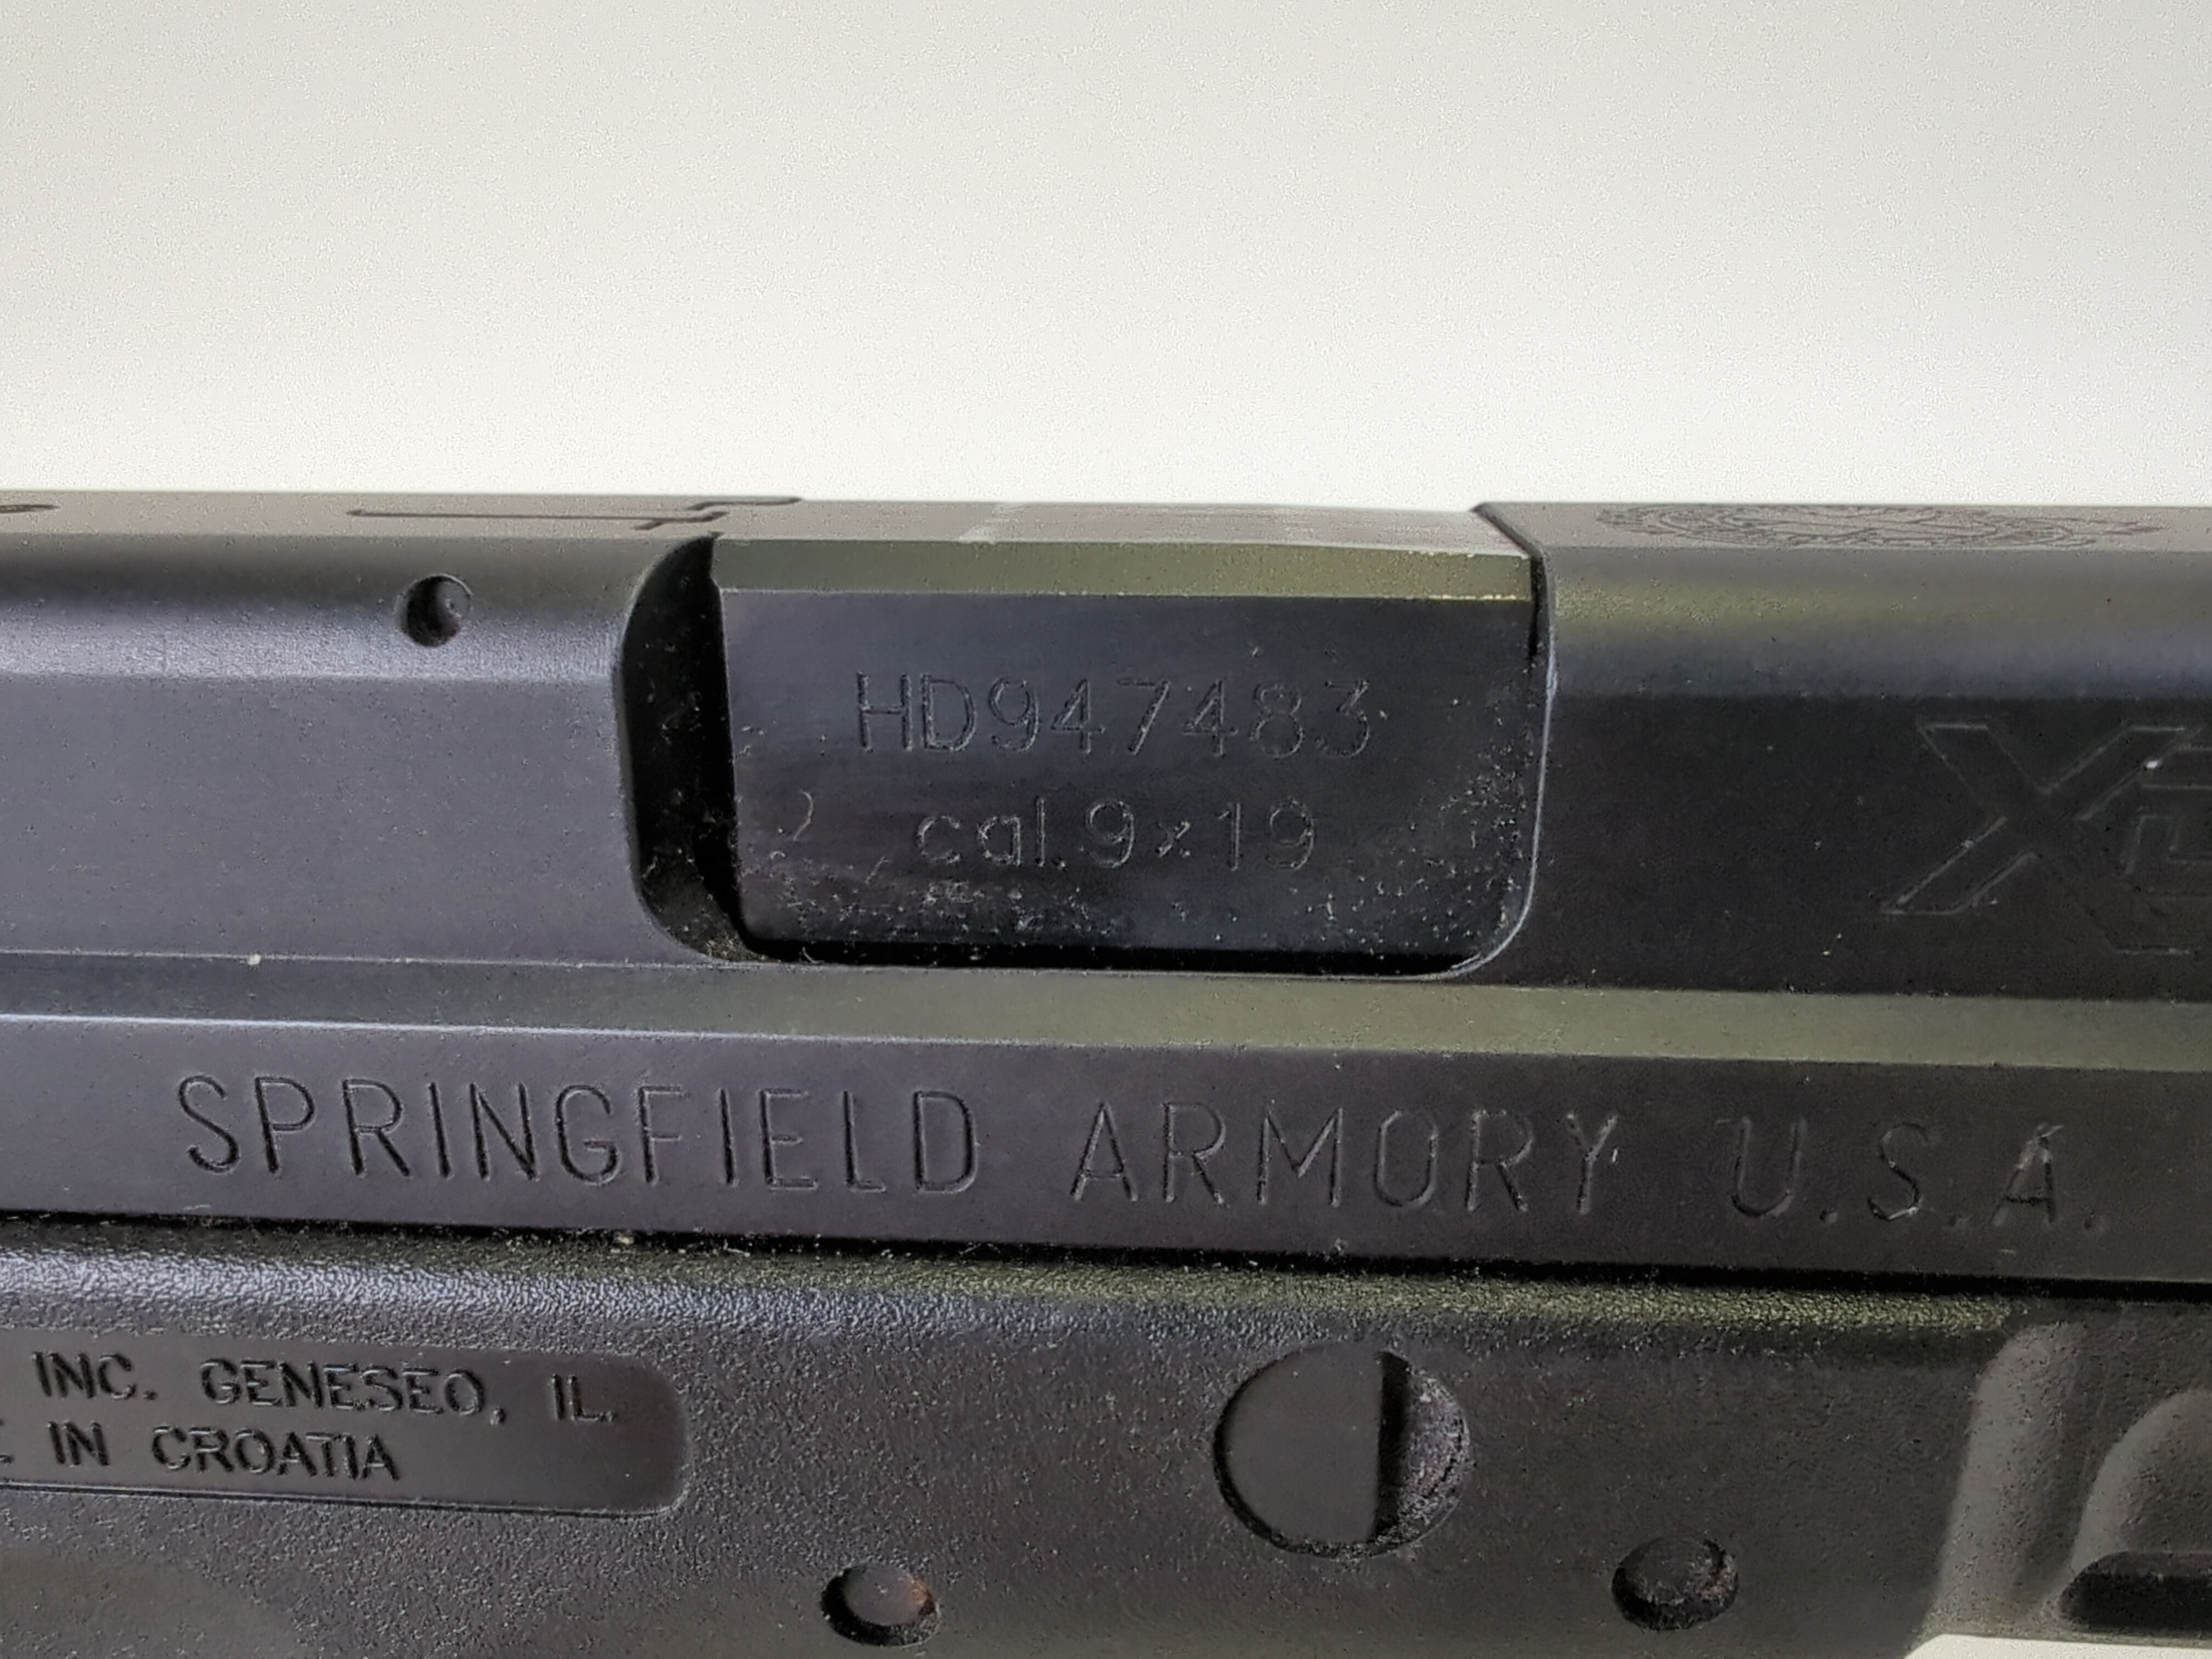 HD947483
cal.9x19
SPRINGFIELD ARMORY U.S.A.
INC. GENESEO, IL.
IN CROATIA